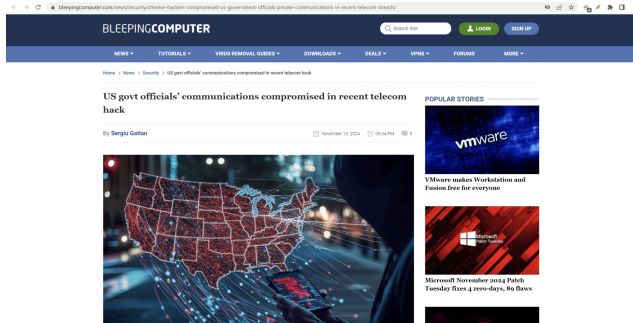 bleepingcomputer.com/news/security/chinese-hackers-compromised-us-government-officials-private-communications-in-recent-telecom-breach/
BLEEPINGCOMPUTER
Search Site
LOGIN
SIGN UP
NEWS
TUTORIALS
VIRUS REMOVAL GUIDES
DOWNLOADS
DEALS
VPNS
FORUMS
MORE
Home > News > Security > US govt officials' communications compromised in recent telecom hack
US govt officials' communications compromised in recent telecom
hack
By Sergiu Gatlan
November 13, 2024
05:34 PM
POPULAR STORIES
vmware
VMware makes Workstation and
Fusion free for everyone
Microsoft
Patch Tuesday
Microsoft November 2024 Patch
Tuesday fixes 4 zero-days, 89 flaws